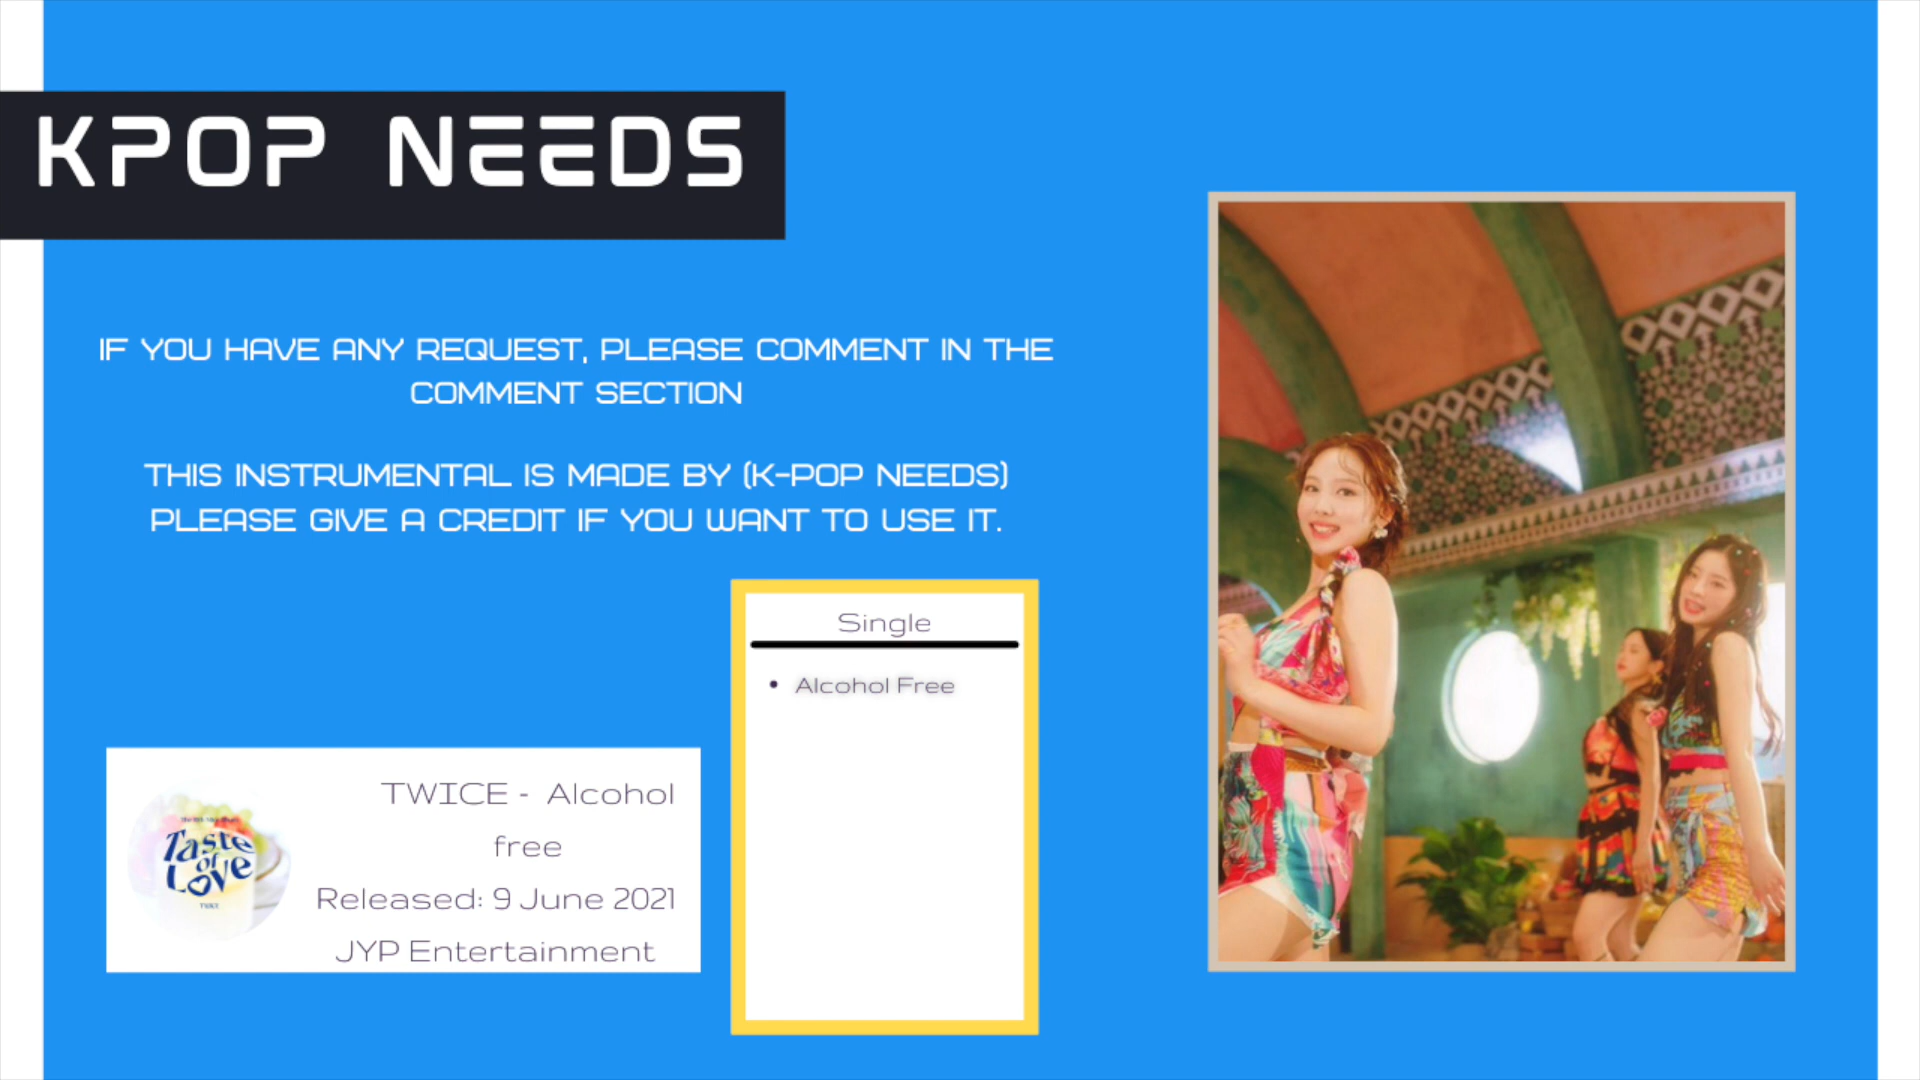 KPOP NEEDS
IF YOU HAVE ANY REQUEST, PLEASE COMMENT IN THE
COMMENT SECTION
THIS INSTRUMENTAL IS MADE BY (K-POP NEEDS)
PLEASE GIVE A CREDIT IF YOU WANT TO USE IT.
Single
• Alcohol Free
Taste
of
Love
TWICE
TWICE - Alcohol
free
Released: 9 June 2021
JYP Entertainment